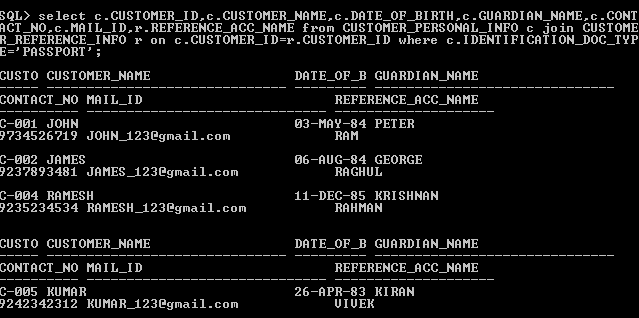 SQL> select c.CUSTOMER_ID,c.CUSTOMER_NAME,c.DATE_OF_BIRTH,c.GUARDIAN_NAME,c.CONT
ACT_NO,c.MAIL_ID,r.REFERENCE_ACC_NAME from CUSTOMER_PERSONAL_INFO c join CUSTOME
R_REFERENCE_INFO r on c.CUSTOMER_ID=r.CUSTOMER_ID where c.IDENTIFICATION_DOC_TYP
E='PASSPORT';
CUSTO CUSTOMER_NAME DATE_OF_B GUARDIAN_NAME
CONTACT_NO MAIL_ID REFERENCE_ACC_NAME
C-001 JOHN 03-MAY-84 PETER
9734526719 JOHN_123@gmail.com RAM
C-002 JAMES 06-AUG-84 GEORGE
9237893481 JAMES_123@gmail.com RAGHUL
C-004 RAMESH 11-DEC-85 KRISHNAN
9235234534 RAMESH_123@gmail.com RAHMAN
CUSTO CUSTOMER_NAME DATE_OF_B GUARDIAN_NAME
CONTACT_NO MAIL_ID REFERENCE_ACC_NAME
C-005 KUMAR 26-APR-83 KIRAN
9242342312 KUMAR_123@gmail.com VIVEK